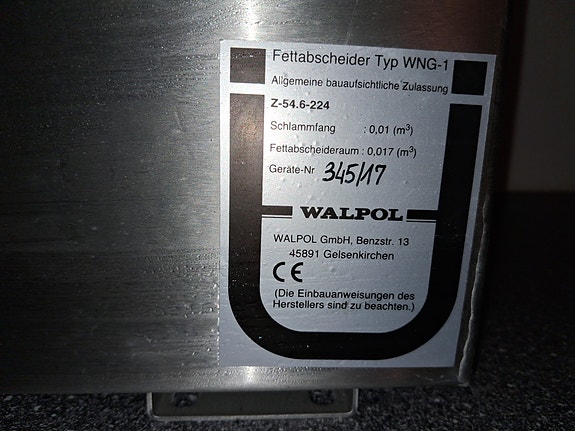 Fettabscheider Typ WNG-1
Allgemeine bauaufsichtliche Zulassung
Z-54.6-224
Schlammfang : 0,01 (m³)
Fettabscheideraum : 0,017 (m³)
Geräte-Nr 345/17
WALPOL
WALPOL GmbH, Benzstr. 13
45891 Gelsenkirchen
CE
(Die Einbauanweisungen des
Herstellers sind zu beachten.)